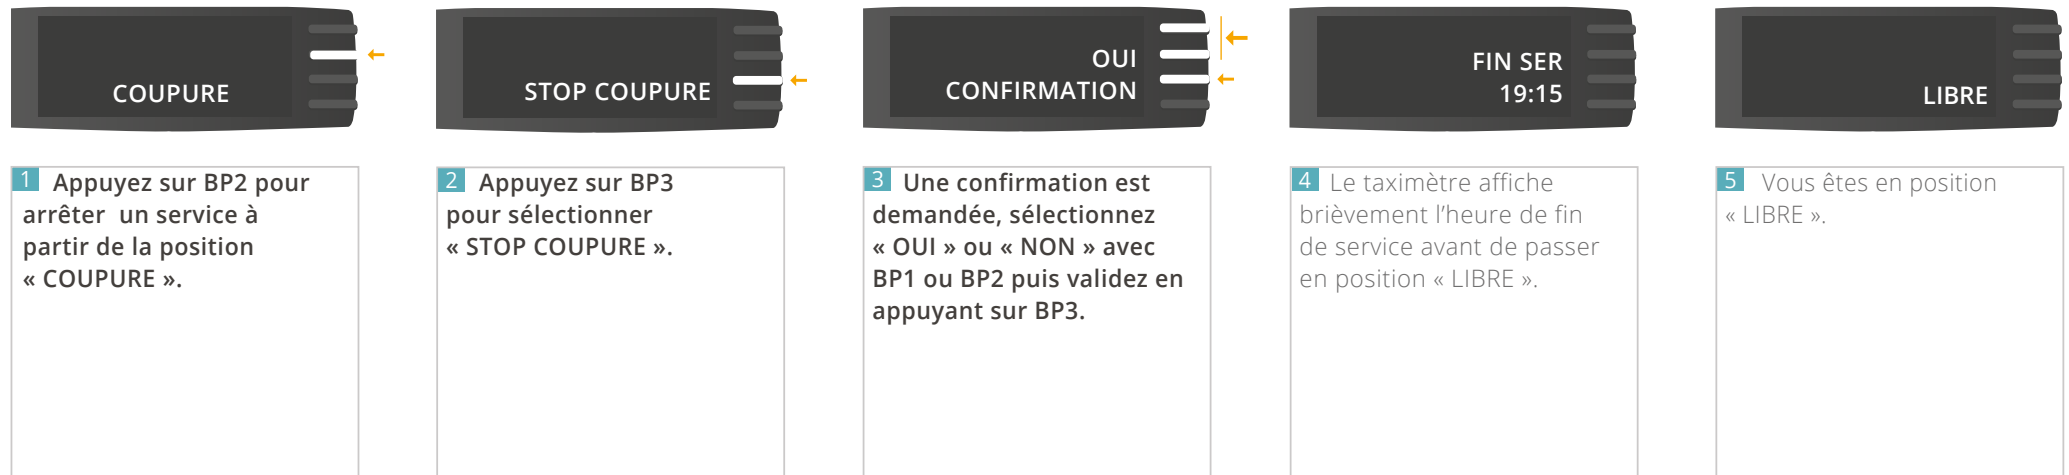 COUPURE
STOP COUPURE
OUI
CONFIRMATION
FIN SER
19:15
LIBRE
1 Appuyez sur BP2 pour
arrêter un service à
partir de la position
« COUPURE ».
2 Appuyez sur BP3
pour sélectionner
« STOP COUPURE ».
3 Une confirmation est
demandée, sélectionnez
« OUI » ou « NON » avec
BP1 ou BP2 puis validez en
appuyant sur BP3.
4 Le taximètre affiche
brièvement l’heure de fin
de service avant de passer
en position « LIBRE ».
5 Vous êtes en position
« LIBRE ».